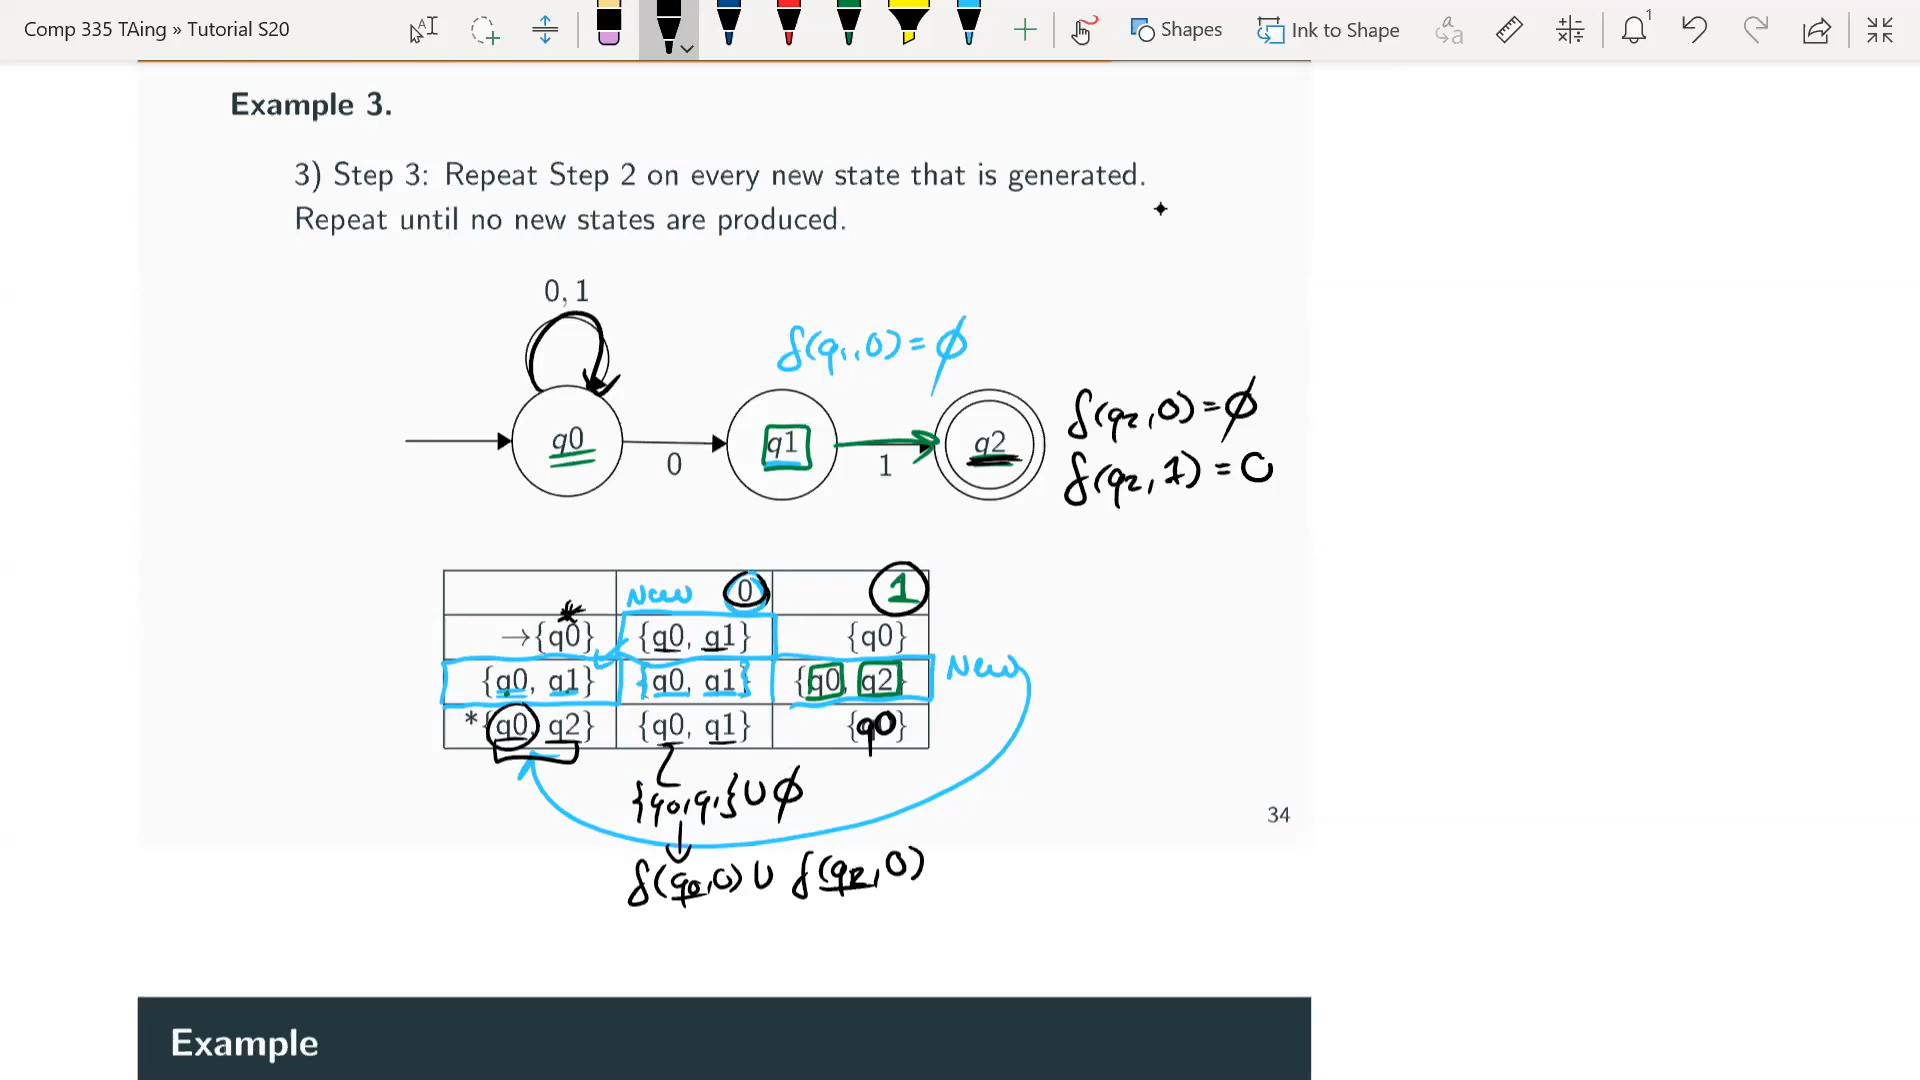 Comp 335 TAing » Tutorial S20
Shapes
Ink to Shape
1
Example 3.
3) Step 3: Repeat Step 2 on every new state that is generated.
Repeat until no new states are produced.
0, 1
δ(q1,0)=∅
q0
0
q1
1
q2
δ(q2,0)=∅
δ(q2,1)=0
New 0 1
→{q0} {q0, q1} {q0}
{q0, q1} {q0, q1} {q0, q2} New
*{q0, q2} {q0, q1} {q0}
{q0,q1}∪∅
34
δ(q0,0)∪δ(q2,0)
Example